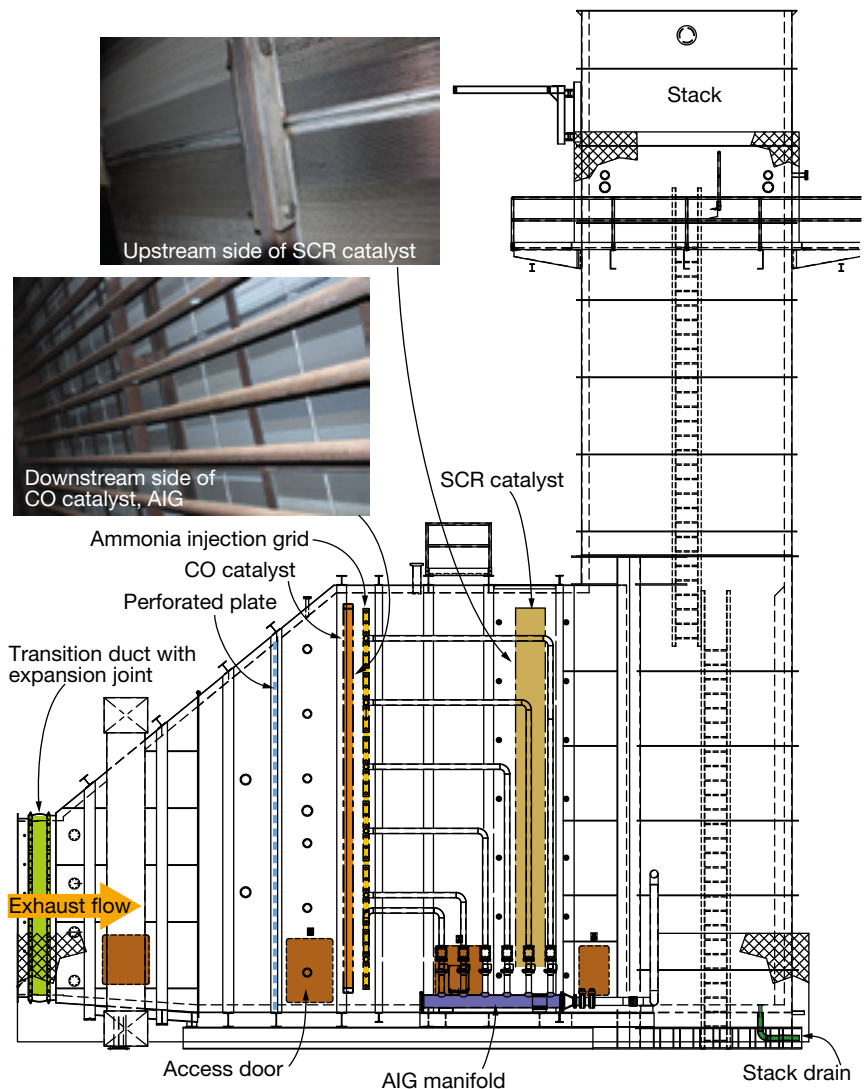 Stack
Upstream side of SCR catalyst
Downstream side of
CO catalyst, AIG
SCR catalyst
Ammonia injection grid
CO catalyst
Perforated plate
Transition duct with
expansion joint
Exhaust flow
Access door
AIG manifold
Stack drain